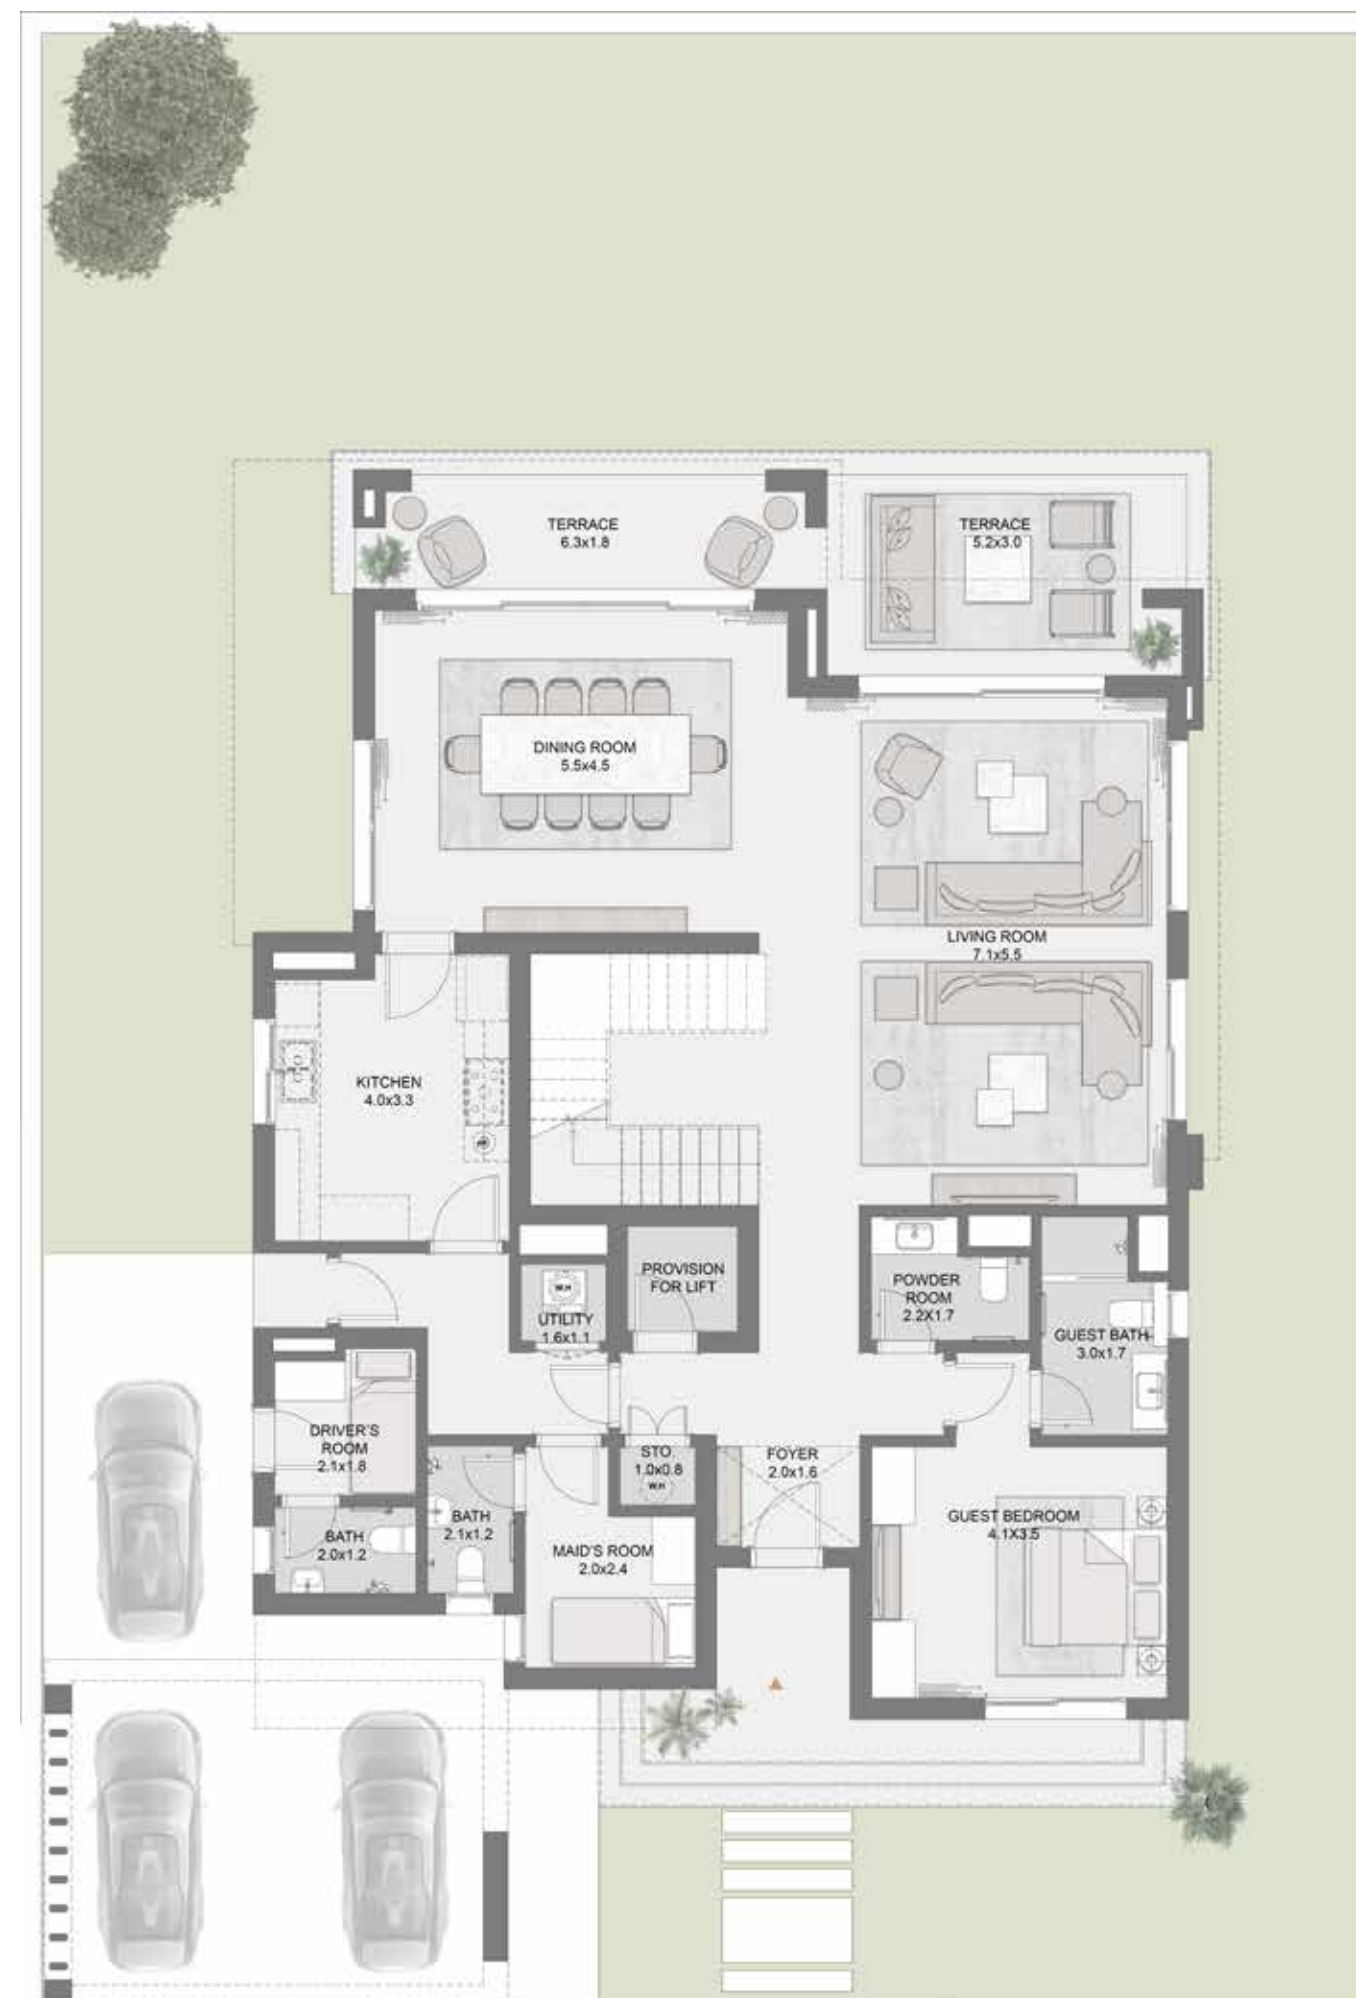 TERRACE
6.3x1.8
TERRACE
5.2x3.0
DINING ROOM
5.5x4.5
LIVING ROOM
7.1x5.5
KITCHEN
4.0x3.3
PROVISION
FOR LIFT
POWDER
ROOM
2.2X1.7
W.H
UTILITY
1.6x1.1
GUEST BATH
3.0x1.7
DRIVER'S
ROOM
2.1x1.8
STO.
1.0x0.8
W.H
FOYER
2.0x1.6
BATH
2.1x1.2
GUEST BEDROOM
4.1X3.5
BATH
2.0x1.2
MAID'S ROOM
2.0x2.4